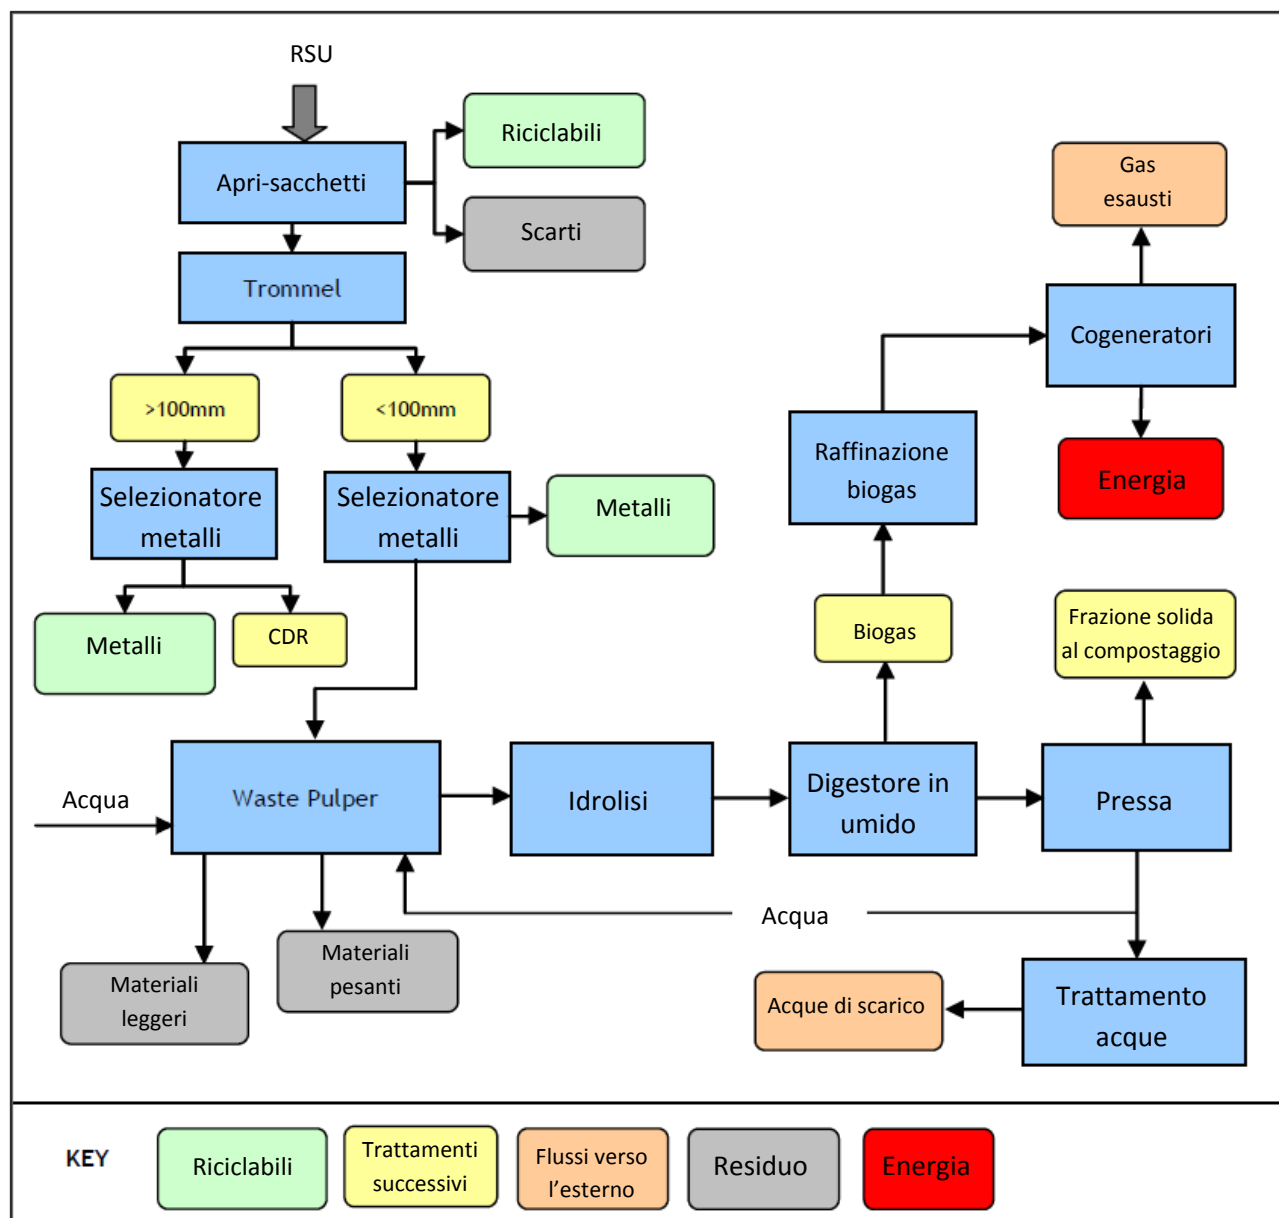 RSU
Riciclabili
Apri-sacchetti
Scarti
Gas
esausti
Trommel
Cogeneratori
>100mm
<100mm
Raffinazione
biogas
Energia
Selezionatore
metalli
Selezionatore
metalli
Metalli
Metalli
CDR
Biogas
Frazione solida
al compostaggio
Acqua
Waste Pulper
Idrolisi
Digestore in
umido
Pressa
Acqua
Materiali
pesanti
Materiali
leggeri
Acque di scarico
Trattamento
acque
KEY
Riciclabili
Trattamenti
successivi
Flussi verso
l’esterno
Residuo
Energia